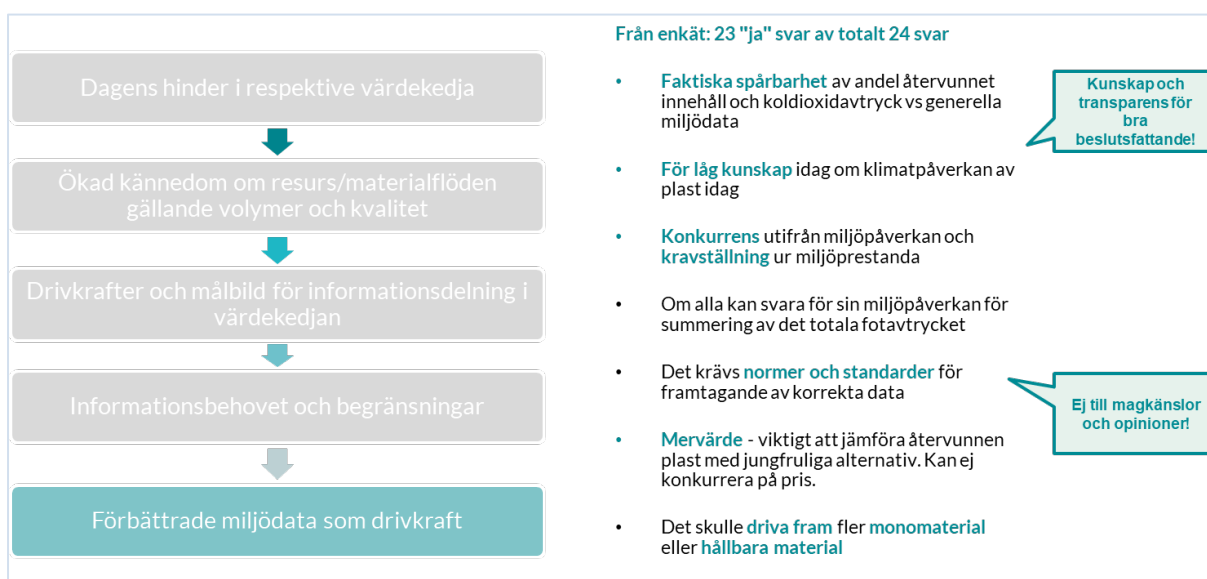 Dagens hinder i respektive värdekedja
Ökad kännedom om resurs/materialflöden
gällande volymer och kvalitet
Drivkrafter och målbild för informationsdelning i
värdekedjan
Informationsbehovet och begränsningar
Förbättrade miljödata som drivkraft
Från enkät: 23 "ja" svar av totalt 24 svar
• Faktiska spårbarhet av andel återvunnet
innehåll och koldioxidavtryck vs generella
miljödata
• För låg kunskap idag om klimatpåverkan av
plast idag
• Konkurrens utifrån miljöpåverkan och
kravställning ur miljöprestanda
• Om alla kan svara för sin miljöpåverkan för
summering av det totala fotavtrycket
• Det krävs normer och standarder för
framtagande av korrekta data
• Mervärde - viktigt att jämföra återvunnen
plast med jungfruliga alternativ. Kan ej
konkurrera på pris.
• Det skulle driva fram fler monomaterial
eller hållbara material
Kunskap och
transparens för
bra
beslutsfattande!
Ej till magkänslor
och opinioner!